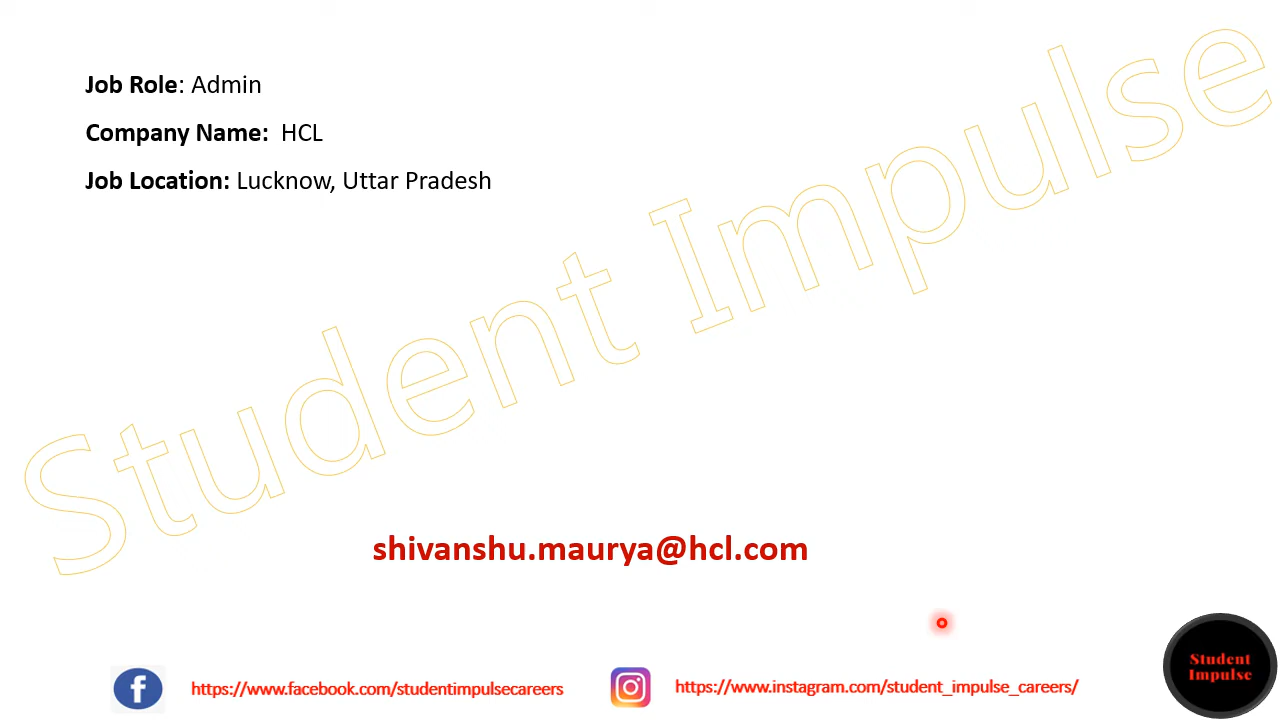 Job Role: Admin
Company Name: HCL
Job Location: Lucknow, Uttar Pradesh
Student Impulse
shivanshu.maurya@hcl.com
https://www.facebook.com/studentimpulsecareers
https://www.instagram.com/student_impulse_careers/
Student
Impulse